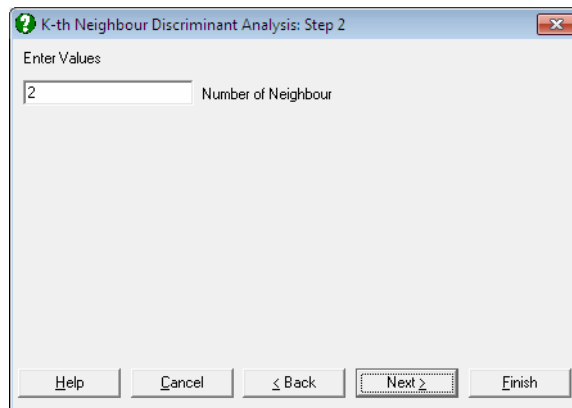 K-th Neighbour Discriminant Analysis: Step 2
Enter Values
2 Number of Neighbour
Help Cancel < Back Next > Finish